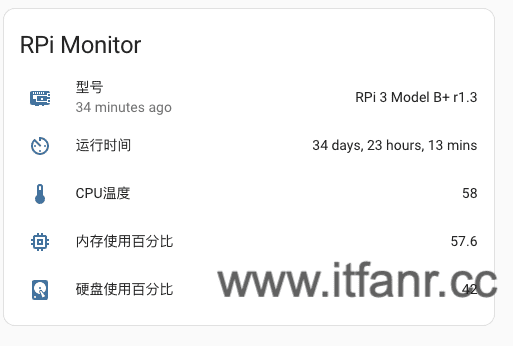 RPi Monitor
型号
34 minutes ago
RPi 3 Model B+ r1.3
运行时间
34 days, 23 hours, 13 mins
CPU温度
58
内存使用百分比
57.6
硬盘使用百分比
42
www.itfanr.cc